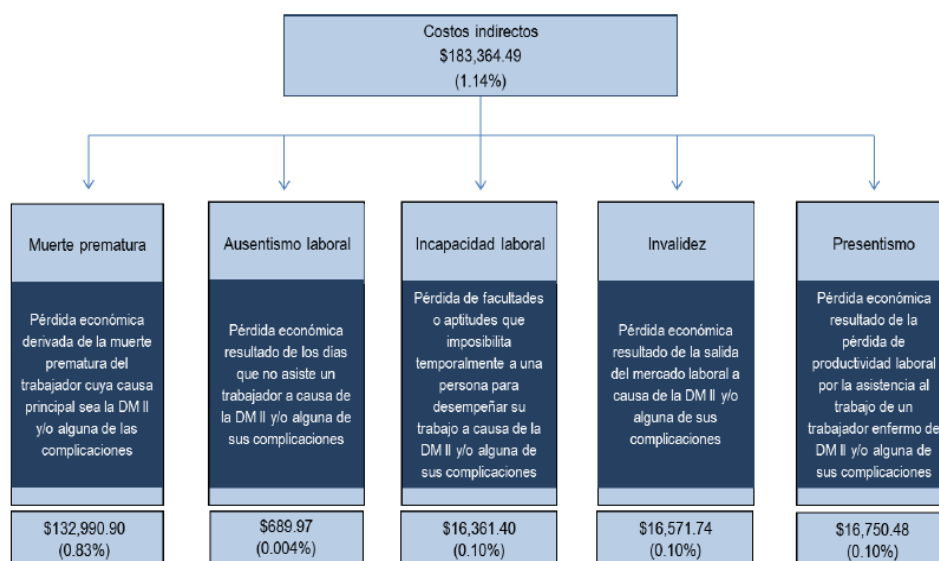 Costos indirectos
$183,364.49
(1.14%)
Muerte prematura
Pérdida económica
derivada de la muerte
prematura del
trabajador cuya causa
principal sea la DM II
y/o alguna de las
complicaciones
$132,990.90
(0.83%)
Ausentismo laboral
Pérdida económica
resultado de los días
que no asiste un
trabajador a causa de
la DM II y/o alguna de
sus complicaciones
$689.97
(0.004%)
Incapacidad laboral
Pérdida de facultades
o aptitudes que
imposibilita
temporalmente a una
persona para
desempeñar su
trabajo a causa de la
DM II y/o alguna de
sus complicaciones
$16,361.40
(0.10%)
Invalidez
Pérdida económica
resultado de la salida
del mercado laboral a
causa de la DM II y/o
alguna de sus
complicaciones
$16,571.74
(0.10%)
Presentismo
Pérdida económica
resultado de la
pérdida de
productividad laboral
por la asistencia al
trabajo de un
trabajador enfermo de
DM II y/o alguna de
sus complicaciones
$16,750.48
(0.10%)